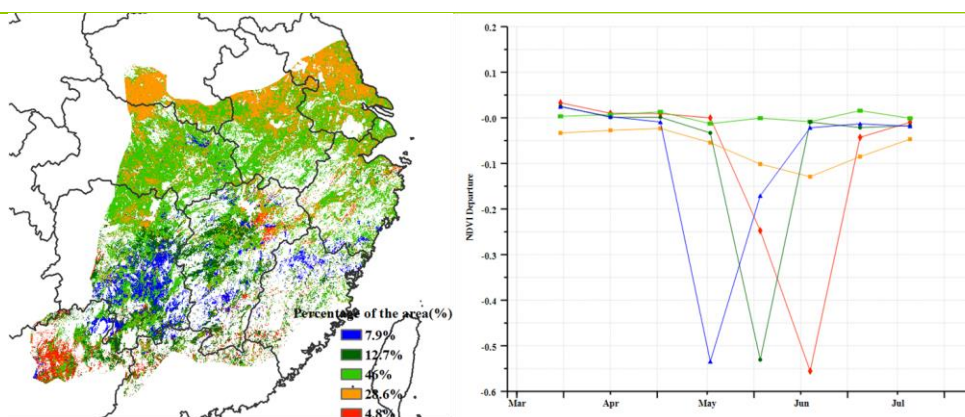 Percentage of the area(%)
7.9%
12.7%
46%
28.6%
4.8%
NDVI Departure
0.2
0.1
-0.0
-0.1
-0.2
-0.3
-0.4
-0.5
-0.6
Mar
Apr
May
Jun
Jul